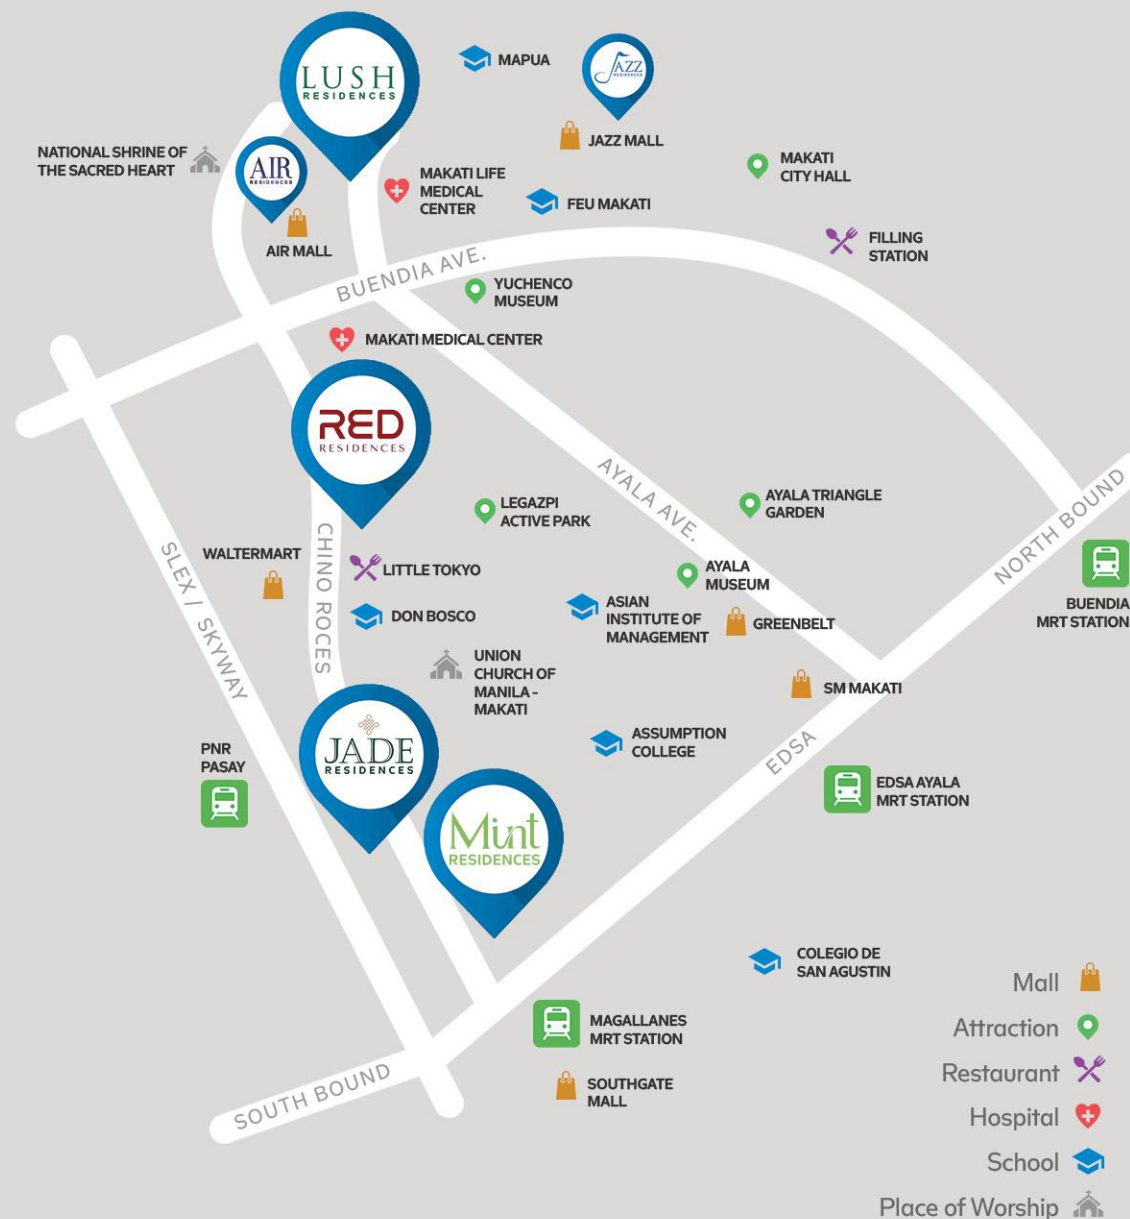 LUSH
RESIDENCES
MAPUA
JAZZ
RESIDENCES
JAZZ MALL
NATIONAL SHRINE OF
THE SACRED HEART
AIR
RESIDENCES
AIR MALL
MAKATI LIFE
MEDICAL
CENTER
FEU MAKATI
MAKATI
CITY HALL
FILLING
STATION
BUENDIA AVE.
YUCHENCO
MUSEUM
MAKATI MEDICAL CENTER
RED
RESIDENCES
LEGAZPI
ACTIVE PARK
AYALA AVE.
AYALA TRIANGLE
GARDEN
NORTH BOUND
SLEX / SKYWAY
WALTERMART
CHINO ROCES
LITTLE TOKYO
DON BOSCO
AYALA
MUSEUM
ASIAN
INSTITUTE OF
MANAGEMENT
GREENBELT
BUENDIA
MRT STATION
UNION
CHURCH OF
MANILA -
MAKATI
SM MAKATI
JADE
RESIDENCES
ASSUMPTION
COLLEGE
EDSA
PNR
PASAY
EDSA AYALA
MRT STATION
Mint
RESIDENCES
COLEGIO DE
SAN AGUSTIN
MAGALLANES
MRT STATION
SOUTH BOUND
SOUTHGATE
MALL
Mall
Attraction
Restaurant
Hospital
School
Place of Worship